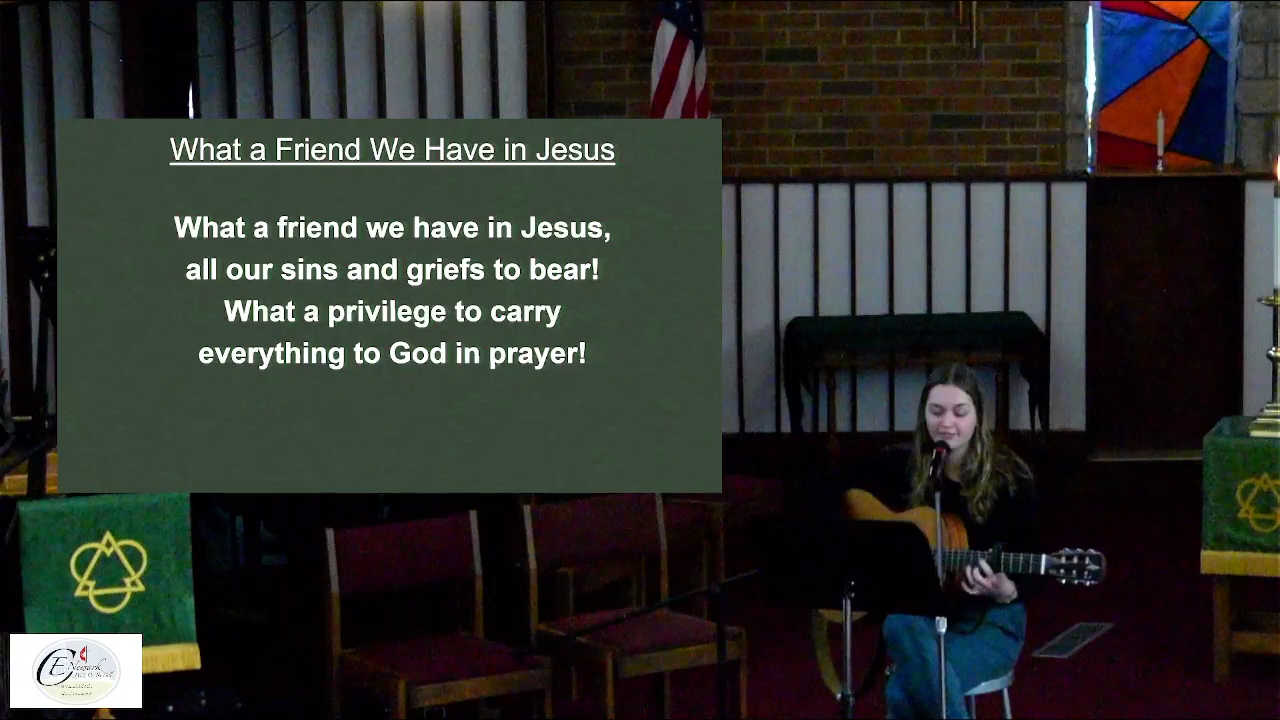 What a Friend We Have in Jesus
What a friend we have in Jesus,
all our sins and griefs to bear!
What a privilege to carry
everything to God in prayer!
Newark